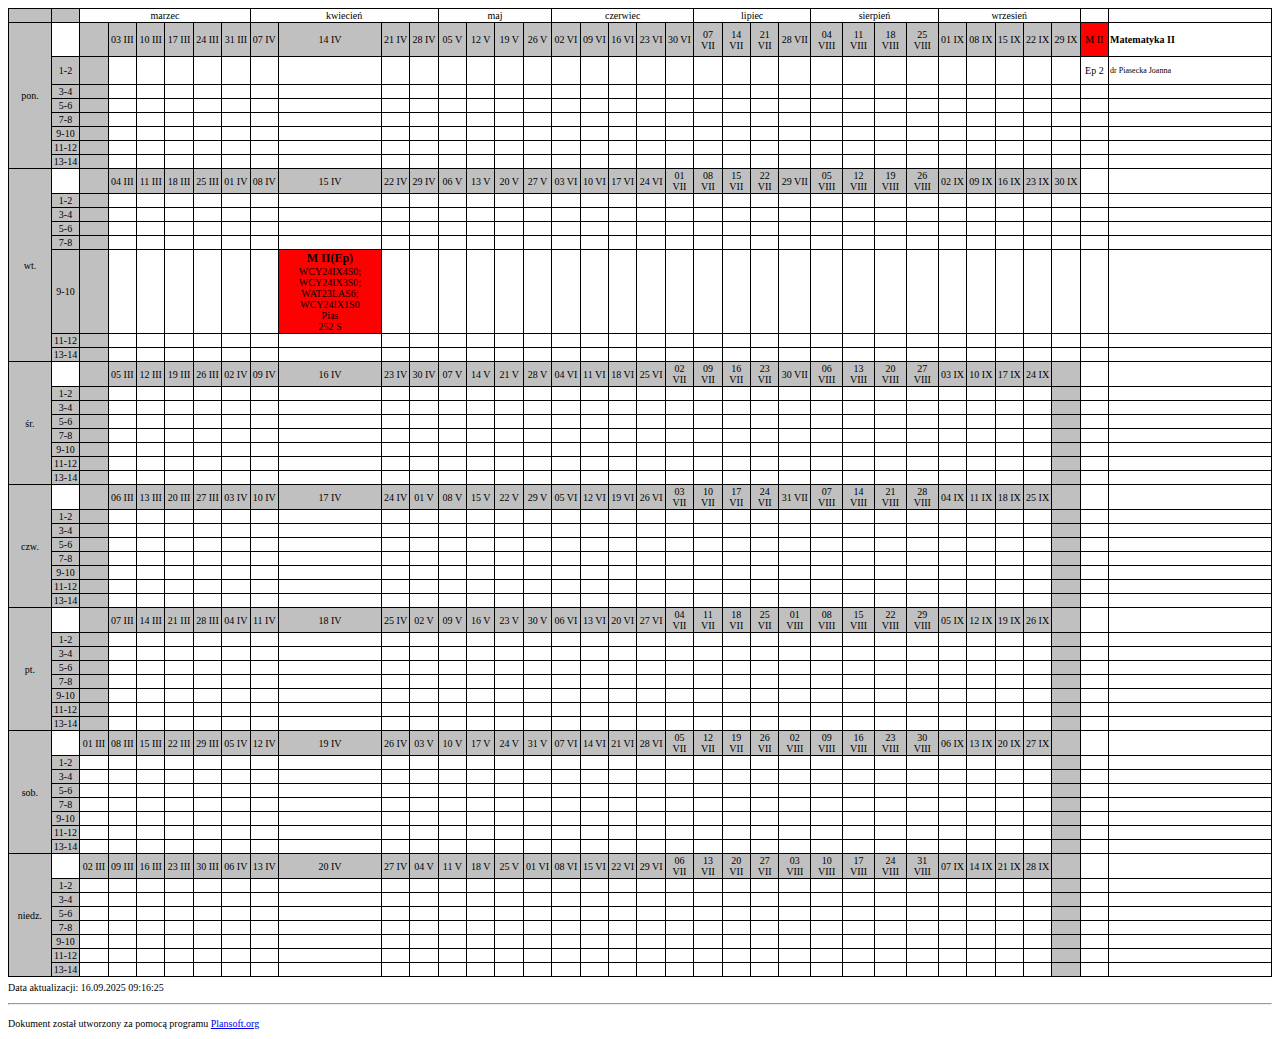 marzec kwiecień maj czerwiec lipiec sierpień wrzesień
pon. 03 III 10 III 17 III 24 III 31 III 07 IV 14 IV 21 IV 28 IV 05 V 12 V 19 V 26 V 02 VI 09 VI 16 VI 23 VI 30 VI 07 VII 14 VII 21 VII 28 VII 04 VIII 11 VIII 18 VIII 25 VIII 01 IX 08 IX 15 IX 22 IX 29 IX M II Matematyka II
1-2 Ep 2 dr Piasecka Joanna
3-4
5-6
7-8
9-10
11-12
13-14
wt. 04 III 11 III 18 III 25 III 01 IV 08 IV 15 IV 22 IV 29 IV 06 V 13 V 20 V 27 V 03 VI 10 VI 17 VI 24 VI 01 VII 08 VII 15 VII 22 VII 29 VII 05 VIII 12 VIII 19 VIII 26 VIII 02 IX 09 IX 16 IX 23 IX 30 IX
1-2
3-4
5-6
7-8
9-10
M II(Ep)
WCY24IX4S0;
WCY24IX3S0;
WAT23LAS6;
WCY24IX1S0
Pias
252 S
11-12
13-14
śr. 05 III 12 III 19 III 26 III 02 IV 09 IV 16 IV 23 IV 30 IV 07 V 14 V 21 V 28 V 04 VI 11 VI 18 VI 25 VI 02 VII 09 VII 16 VII 23 VII 30 VII 06 VIII 13 VIII 20 VIII 27 VIII 03 IX 10 IX 17 IX 24 IX
1-2
3-4
5-6
7-8
9-10
11-12
13-14
czw. 06 III 13 III 20 III 27 III 03 IV 10 IV 17 IV 24 IV 01 V 08 V 15 V 22 V 29 V 05 VI 12 VI 19 VI 26 VI 03 VII 10 VII 17 VII 24 VII 31 VII 07 VIII 14 VIII 21 VIII 28 VIII 04 IX 11 IX 18 IX 25 IX
1-2
3-4
5-6
7-8
9-10
11-12
13-14
pt. 07 III 14 III 21 III 28 III 04 IV 11 IV 18 IV 25 IV 02 V 09 V 16 V 23 V 30 V 06 VI 13 VI 20 VI 27 VI 04 VII 11 VII 18 VII 25 VII 01 VIII 08 VIII 15 VIII 22 VIII 29 VIII 05 IX 12 IX 19 IX 26 IX
1-2
3-4
5-6
7-8
9-10
11-12
13-14
sob. 01 III 08 III 15 III 22 III 29 III 05 IV 12 IV 19 IV 26 IV 03 V 10 V 17 V 24 V 31 V 07 VI 14 VI 21 VI 28 VI 05 VII 12 VII 19 VII 26 VII 02 VIII 09 VIII 16 VIII 23 VIII 30 VIII 06 IX 13 IX 20 IX 27 IX
1-2
3-4
5-6
7-8
9-10
11-12
13-14
niedz. 02 III 09 III 16 III 23 III 30 III 06 IV 13 IV 20 IV 27 IV 04 V 11 V 18 V 25 V 01 VI 08 VI 15 VI 22 VI 29 VI 06 VII 13 VII 20 VII 27 VII 03 VIII 10 VIII 17 VIII 24 VIII 31 VIII 07 IX 14 IX 21 IX 28 IX
1-2
3-4
5-6
7-8
9-10
11-12
13-14
Data aktualizacji: 16.09.2025 09:16:25
Dokument został utworzony za pomocą programu Plansoft.org